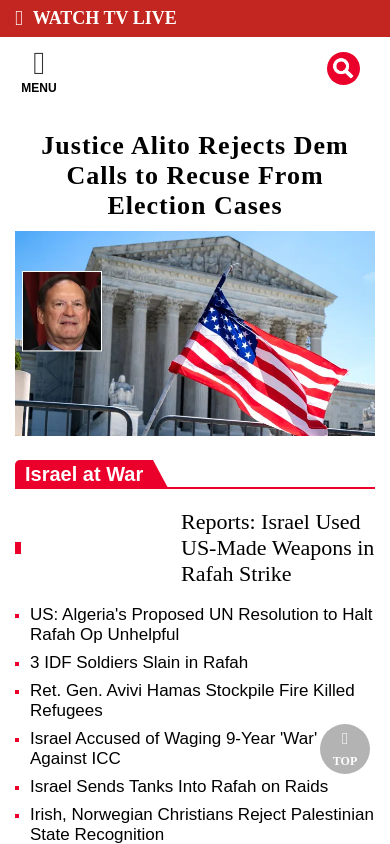 WATCH TV LIVE
MENU
Justice Alito Rejects Dem
Calls to Recuse From
Election Cases
Israel at War
Reports: Israel Used
US-Made Weapons in
Rafah Strike
US: Algeria's Proposed UN Resolution to Halt
Rafah Op Unhelpful
3 IDF Soldiers Slain in Rafah
Ret. Gen. Avivi Hamas Stockpile Fire Killed
Refugees
Israel Accused of Waging 9-Year 'War'
Against ICC
TOP
Israel Sends Tanks Into Rafah on Raids
Irish, Norwegian Christians Reject Palestinian
State Recognition